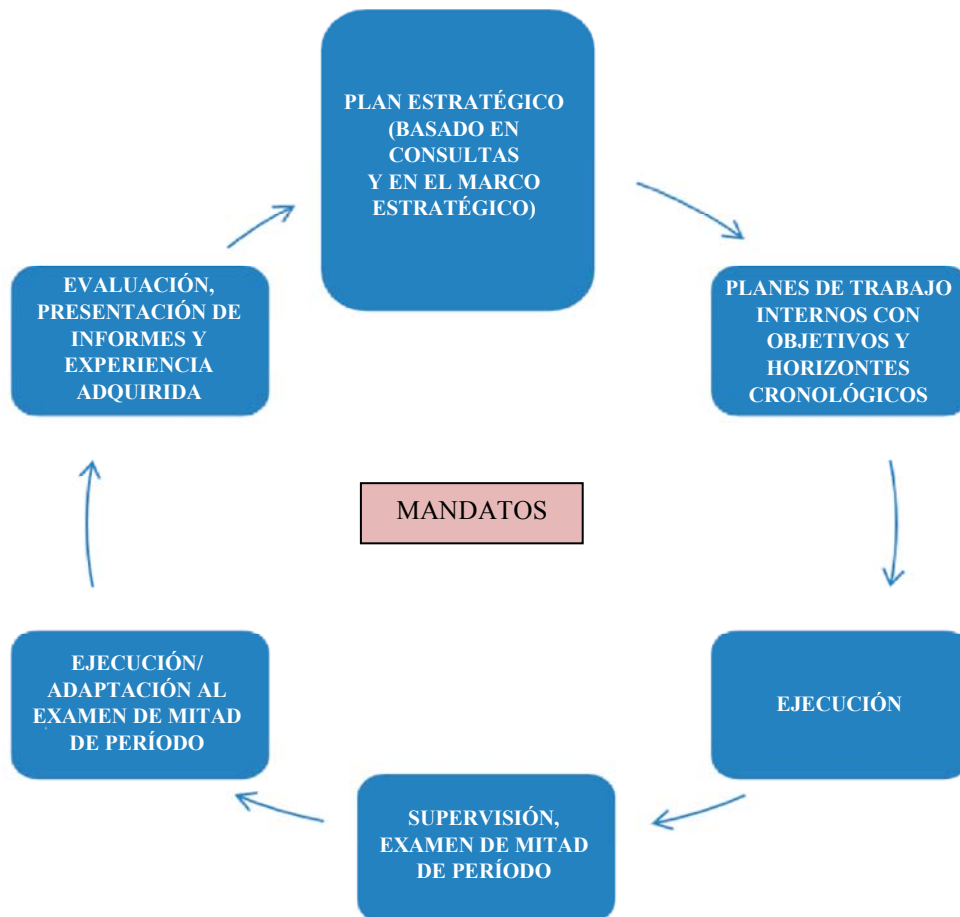 PLAN ESTRATÉGICO
(BASADO EN
CONSULTAS
Y EN EL MARCO
ESTRATÉGICO)
PLANES DE TRABAJO
INTERNOS CON
OBJETIVOS Y
HORIZONTES
CRONOLÓGICOS
EJECUCIÓN
SUPERVISIÓN,
EXAMEN DE MITAD
DE PERÍODO
EJECUCIÓN/
ADAPTACIÓN AL
EXAMEN DE MITAD
DE PERÍODO
EVALUACIÓN,
PRESENTACIÓN DE
INFORMES Y
EXPERIENCIA
ADQUIRIDA
MANDATOS